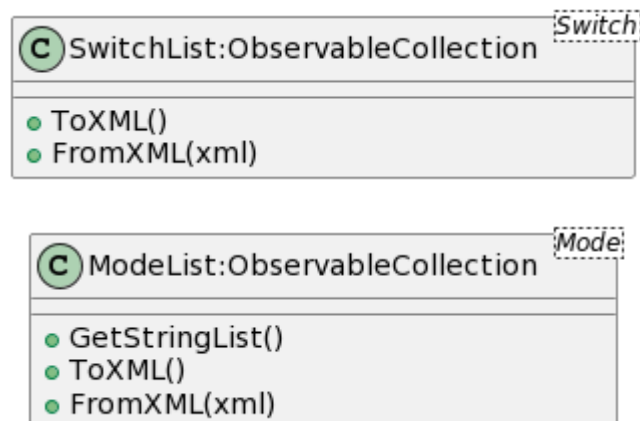 Switch
C SwitchList:ObservableCollection
ToXML()
FromXML(xml)
Mode
C ModeList:ObservableCollection
GetStringList()
ToXML()
FromXML(xml)